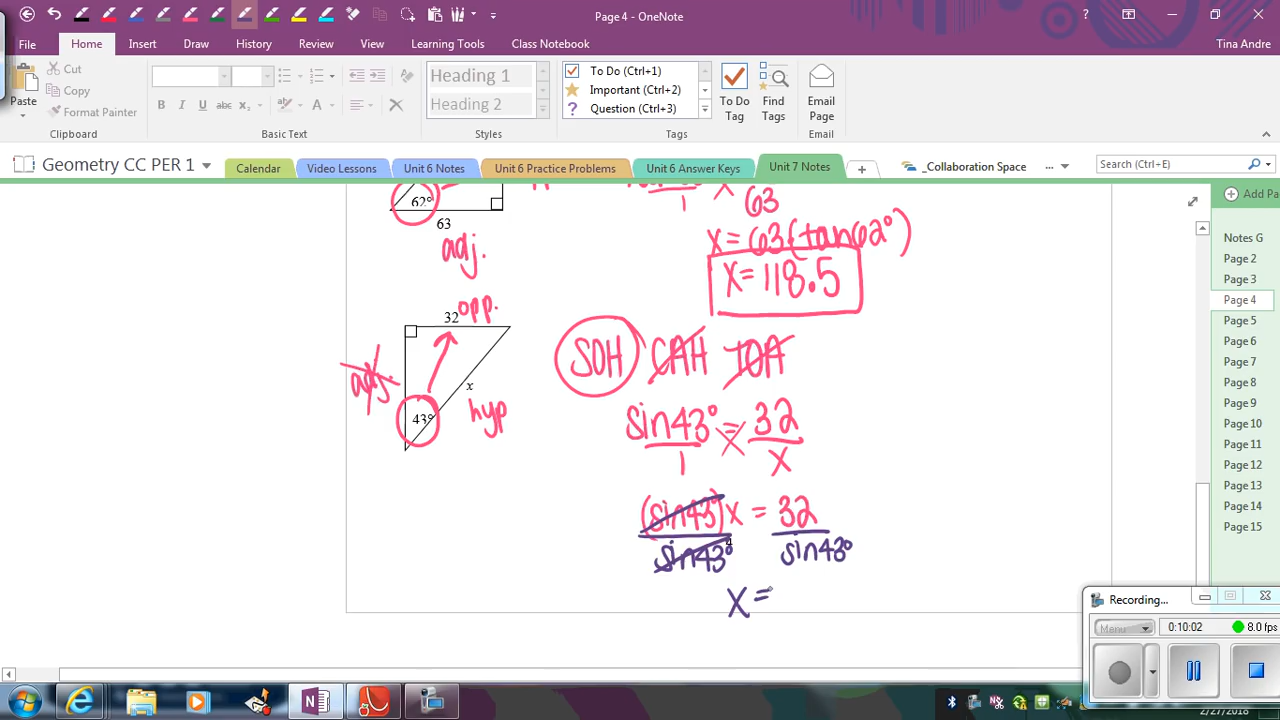 Page 4 - OneNote
?
File
Home
Insert
Draw
History
Review
View
Learning Tools
Class Notebook
Tina Andre
Paste
Cut
Copy
Format Painter
Clipboard
B I U abc x₂ A
Basic Text
Heading 1
Heading 2
Styles
To Do (Ctrl+1)
Important (Ctrl+2)
? Question (Ctrl+3)
To Do Tag
Find Tags
Tags
Email Page
Email
Geometry CC PER 1
Calendar
Video Lessons
Unit 6 Notes
Unit 6 Practice Problems
Unit 6 Answer Keys
Unit 7 Notes
_Collaboration Space
...
Search (Ctrl+E)
Add Pa
Notes G
Page 2
Page 3
Page 4
Page 5
Page 6
Page 7
Page 8
Page 9
Page 10
Page 11
Page 12
Page 13
Page 14
Page 15
62°
63
adj.
1
x
63
x = 63(tan62°)
x = 118.5
32 opp.
adj.
x
hyp
43°
SOH CAH TOA
sin43° = 32
1 x
(sin43°)x = 32
sin43° sin43°
x =
Recording...
Menu
0:10:02
8.0 fps
2/27/2018